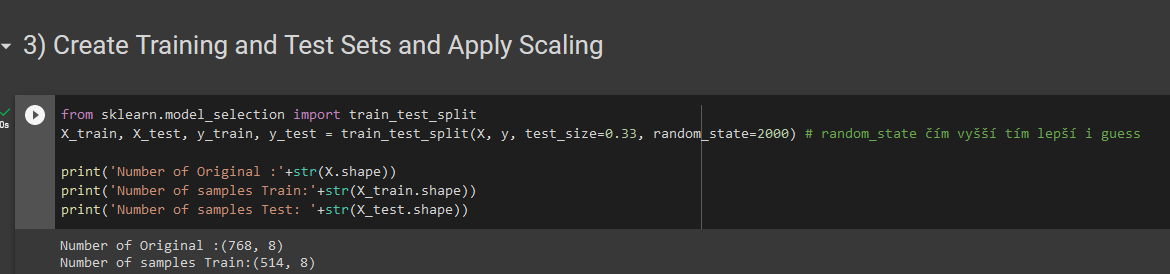 3) Create Training and Test Sets and Apply Scaling
0s
from sklearn.model_selection import train_test_split
X_train, X_test, y_train, y_test = train_test_split(X, y, test_size=0.33, random_state=2000) # random_state čím vyšší tím lepší i guess
print('Number of Original :'+str(X.shape))
print('Number of samples Train:'+str(X_train.shape))
print('Number of samples Test: '+str(X_test.shape))
Number of Original :(768, 8)
Number of samples Train:(514, 8)